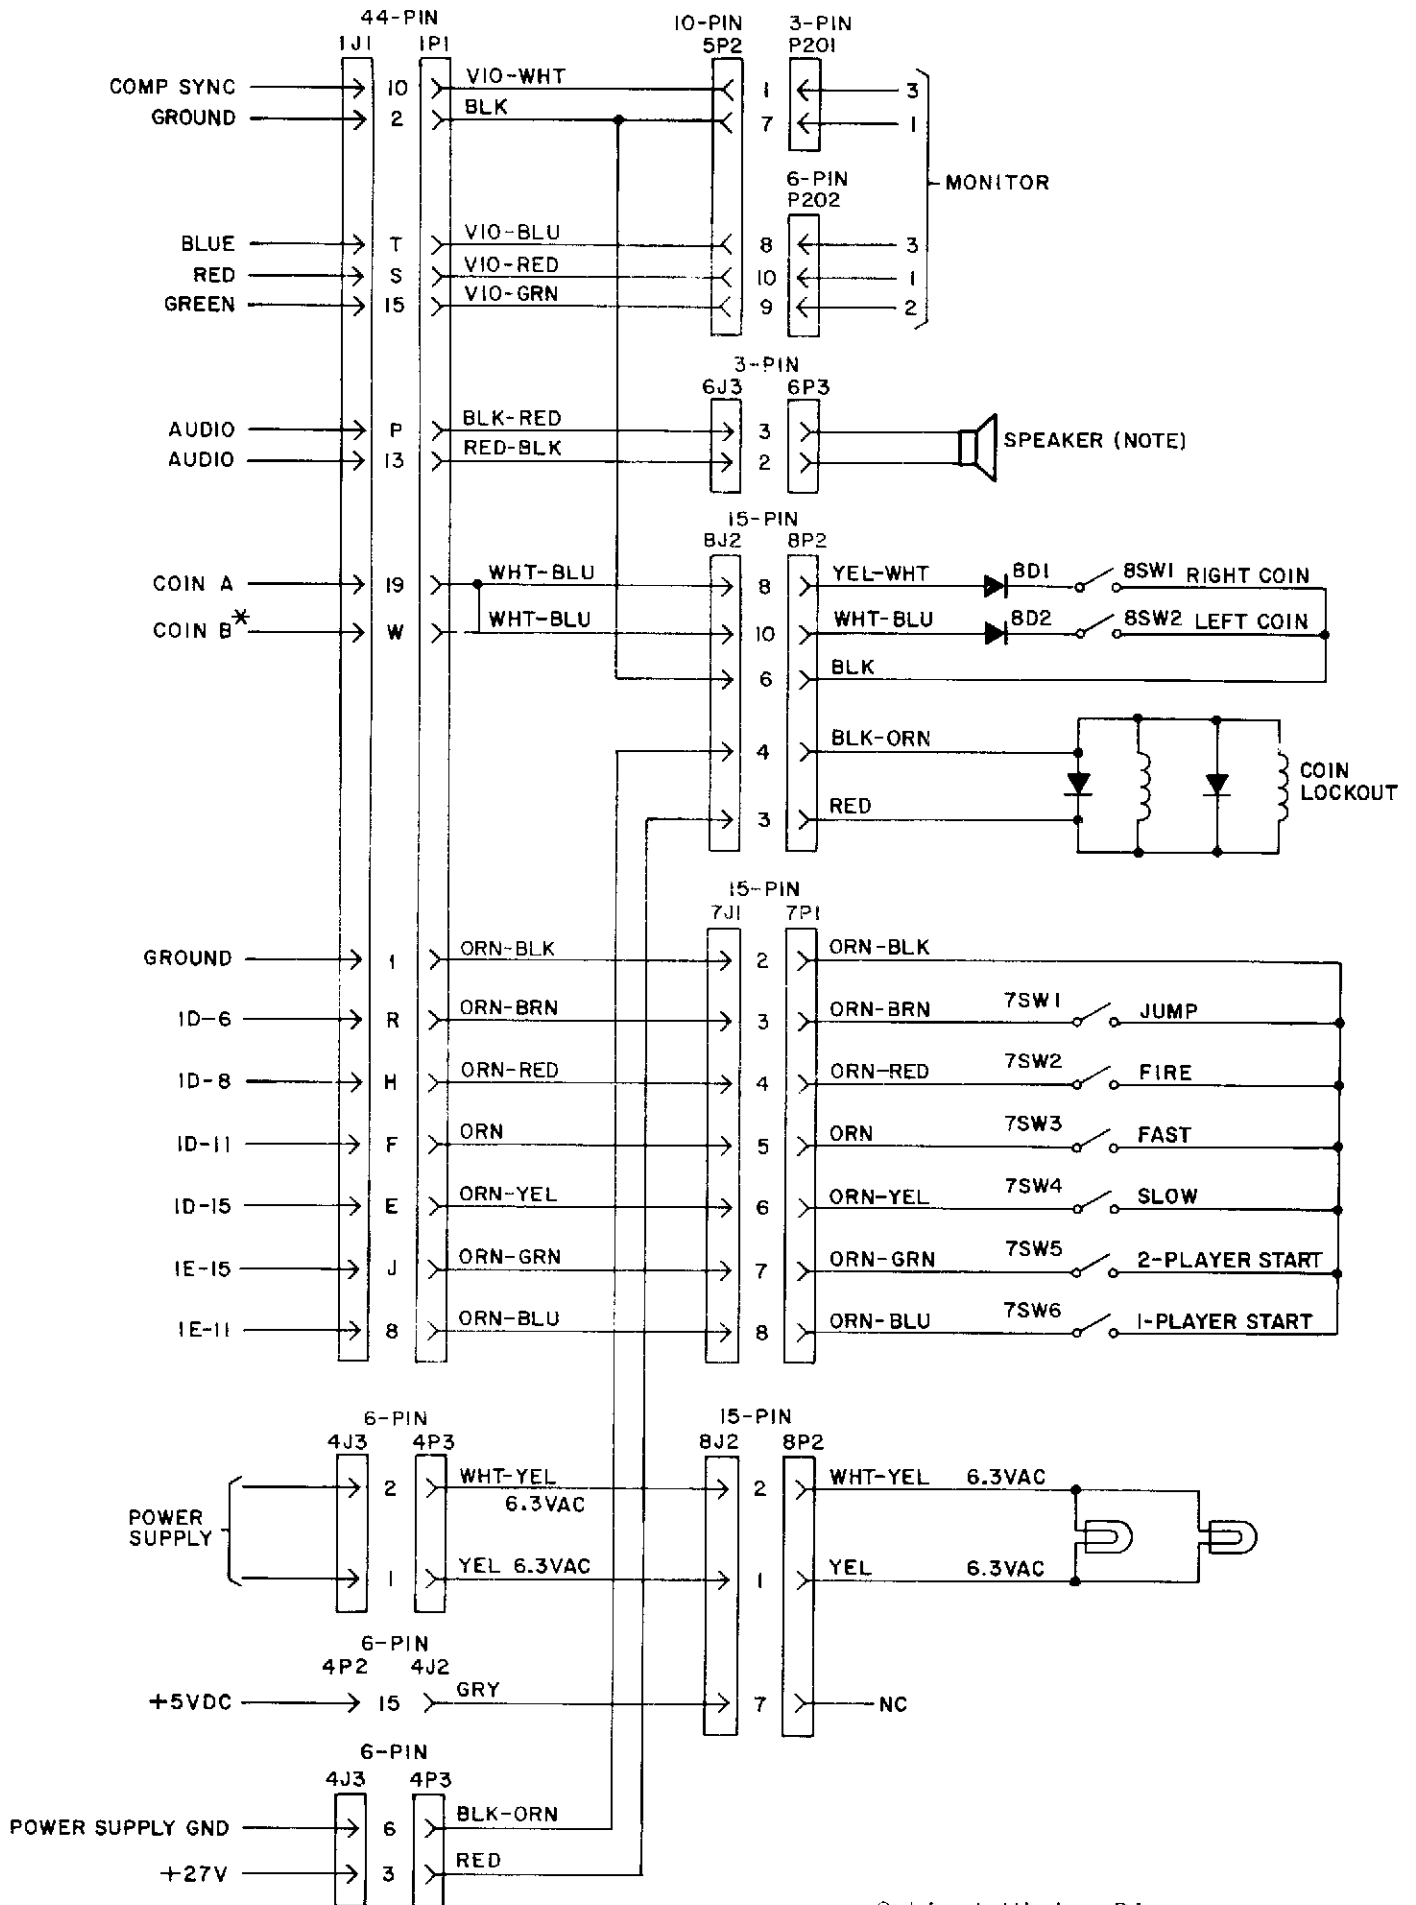 44-PIN 10-PIN 3-PIN
1J1 1P1 5P2 P201
COMP SYNC 10 VIO-WHT 1 3
GROUND 2 BLK 7 1
6-PIN
P202
MONITOR
BLUE T VIO-BLU 8 3
RED S VIO-RED 10 1
GREEN 15 VIO-GRN 9 2
3-PIN
6J3 6P3
AUDIO P BLK-RED 3
AUDIO 13 RED-BLK 2
SPEAKER (NOTE)
15-PIN
8J2 8P2
COIN A 19 WHT-BLU 8 YEL-WHT 8D1 8SW1 RIGHT COIN
COIN B* W WHT-BLU 10 WHT-BLU 8D2 8SW2 LEFT COIN
6 BLK
4 BLK-ORN
COIN
LOCKOUT
3 RED
15-PIN
7J1 7P1
GROUND 1 ORN-BLK 2 ORN-BLK
1D-6 R ORN-BRN 3 ORN-BRN 7SW1 JUMP
1D-8 H ORN-RED 4 ORN-RED 7SW2 FIRE
1D-11 F ORN 5 ORN 7SW3 FAST
1D-15 E ORN-YEL 6 ORN-YEL 7SW4 SLOW
1E-15 J ORN-GRN 7 ORN-GRN 7SW5 2-PLAYER START
1E-11 8 ORN-BLU 8 ORN-BLU 7SW6 1-PLAYER START
6-PIN 15-PIN
4J3 4P3 8J2 8P2
2 WHT-YEL 6.3VAC 2 WHT-YEL 6.3VAC
POWER
SUPPLY
1 YEL 6.3VAC 1 YEL 6.3VAC
6-PIN
4P2 4J2
+5VDC 15 GRY 7 NC
6-PIN
4J3 4P3
POWER SUPPLY GND 6 BLK-ORN
+27V 3 RED